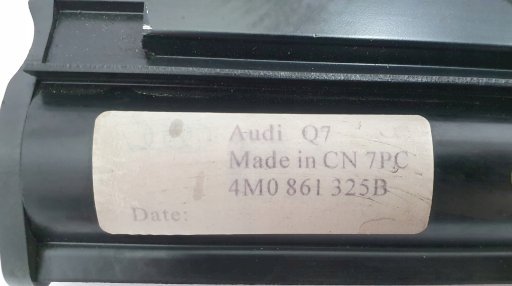 Audi Q7
Made in CN 7PC
4M0 861 325B
Date: